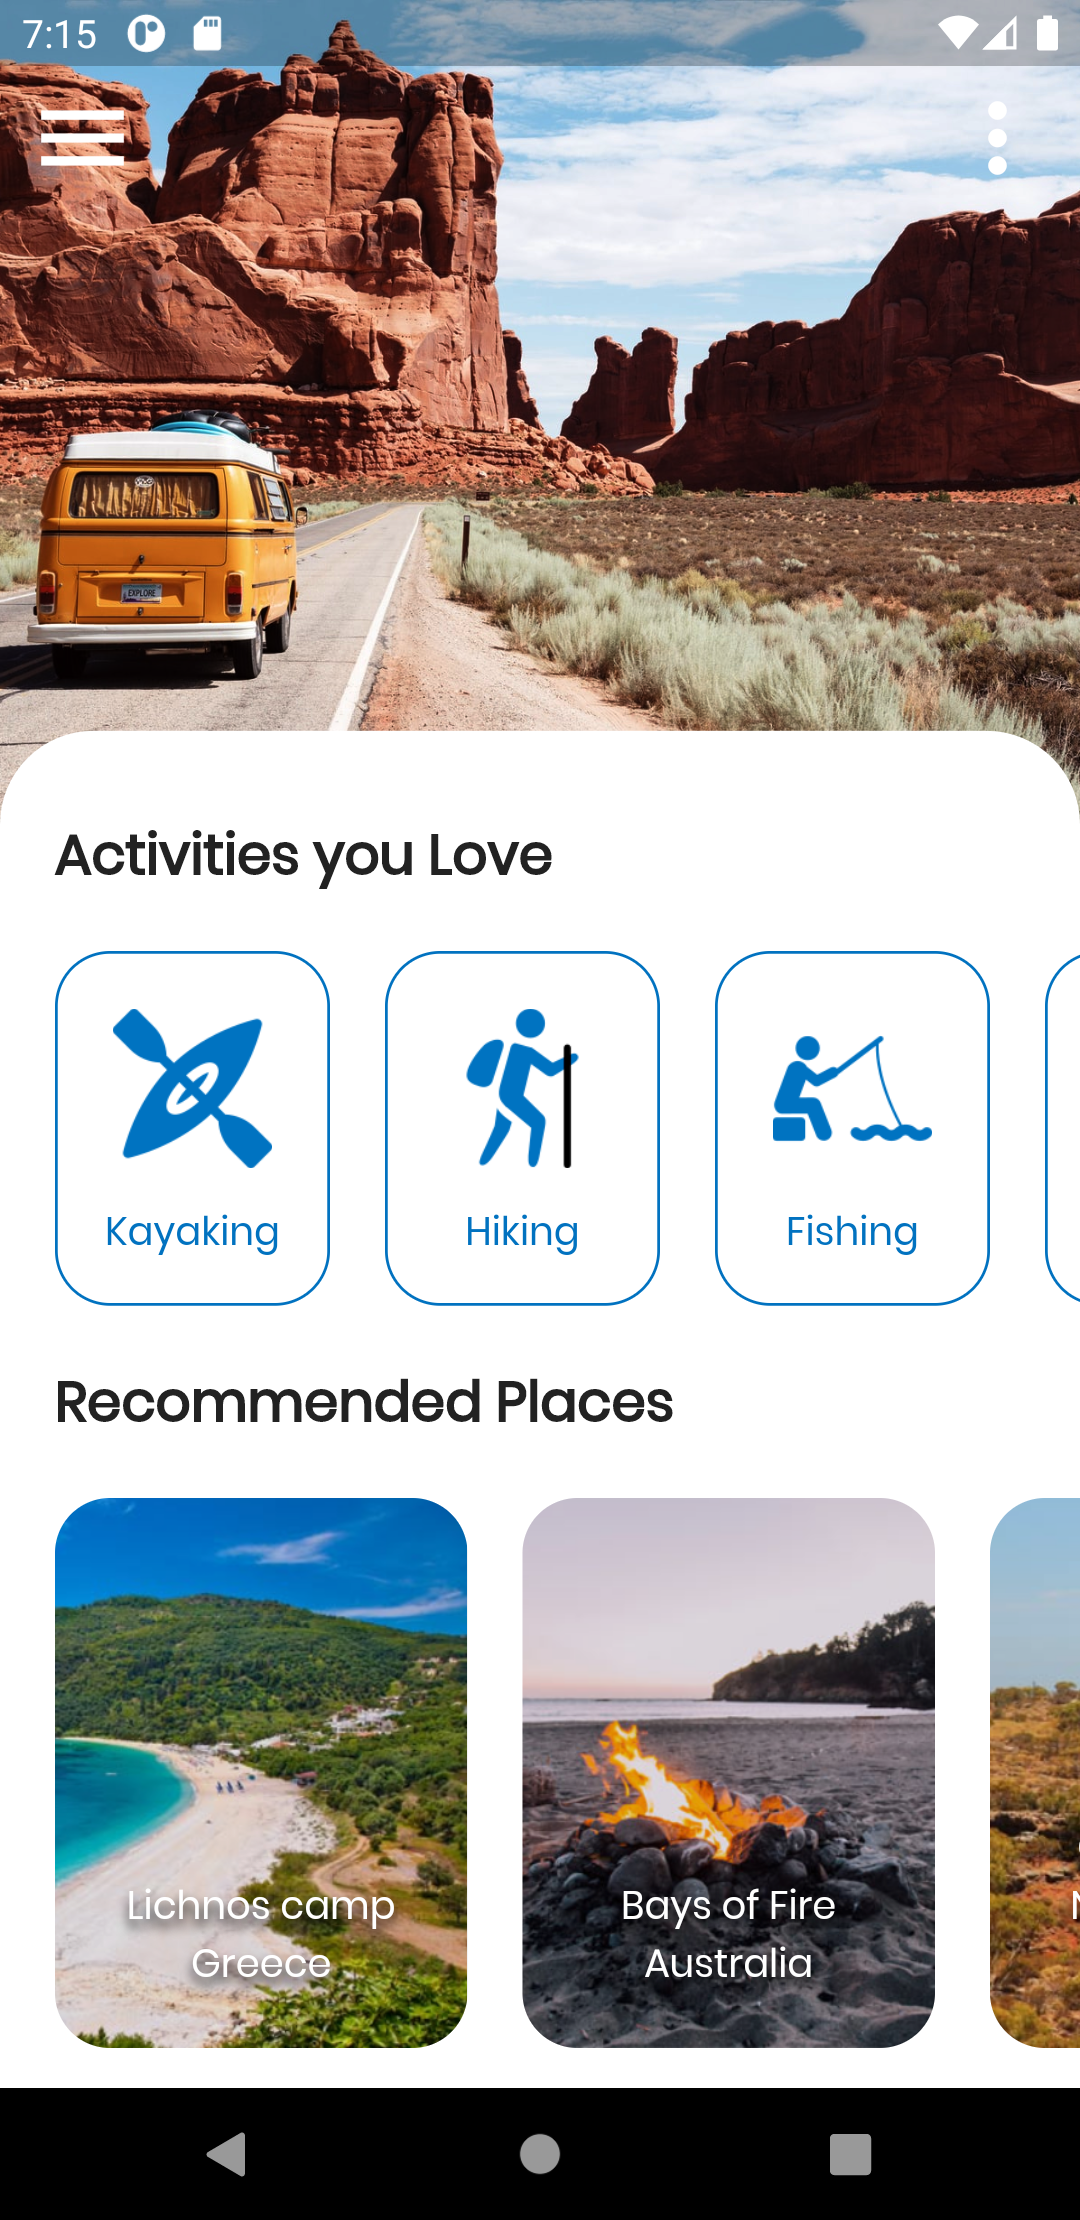 7:15
EXPLORE
Activities you Love
Kayaking
Hiking
Fishing
Recommended Places
Lichnos camp
Greece
Bays of Fire
Australia